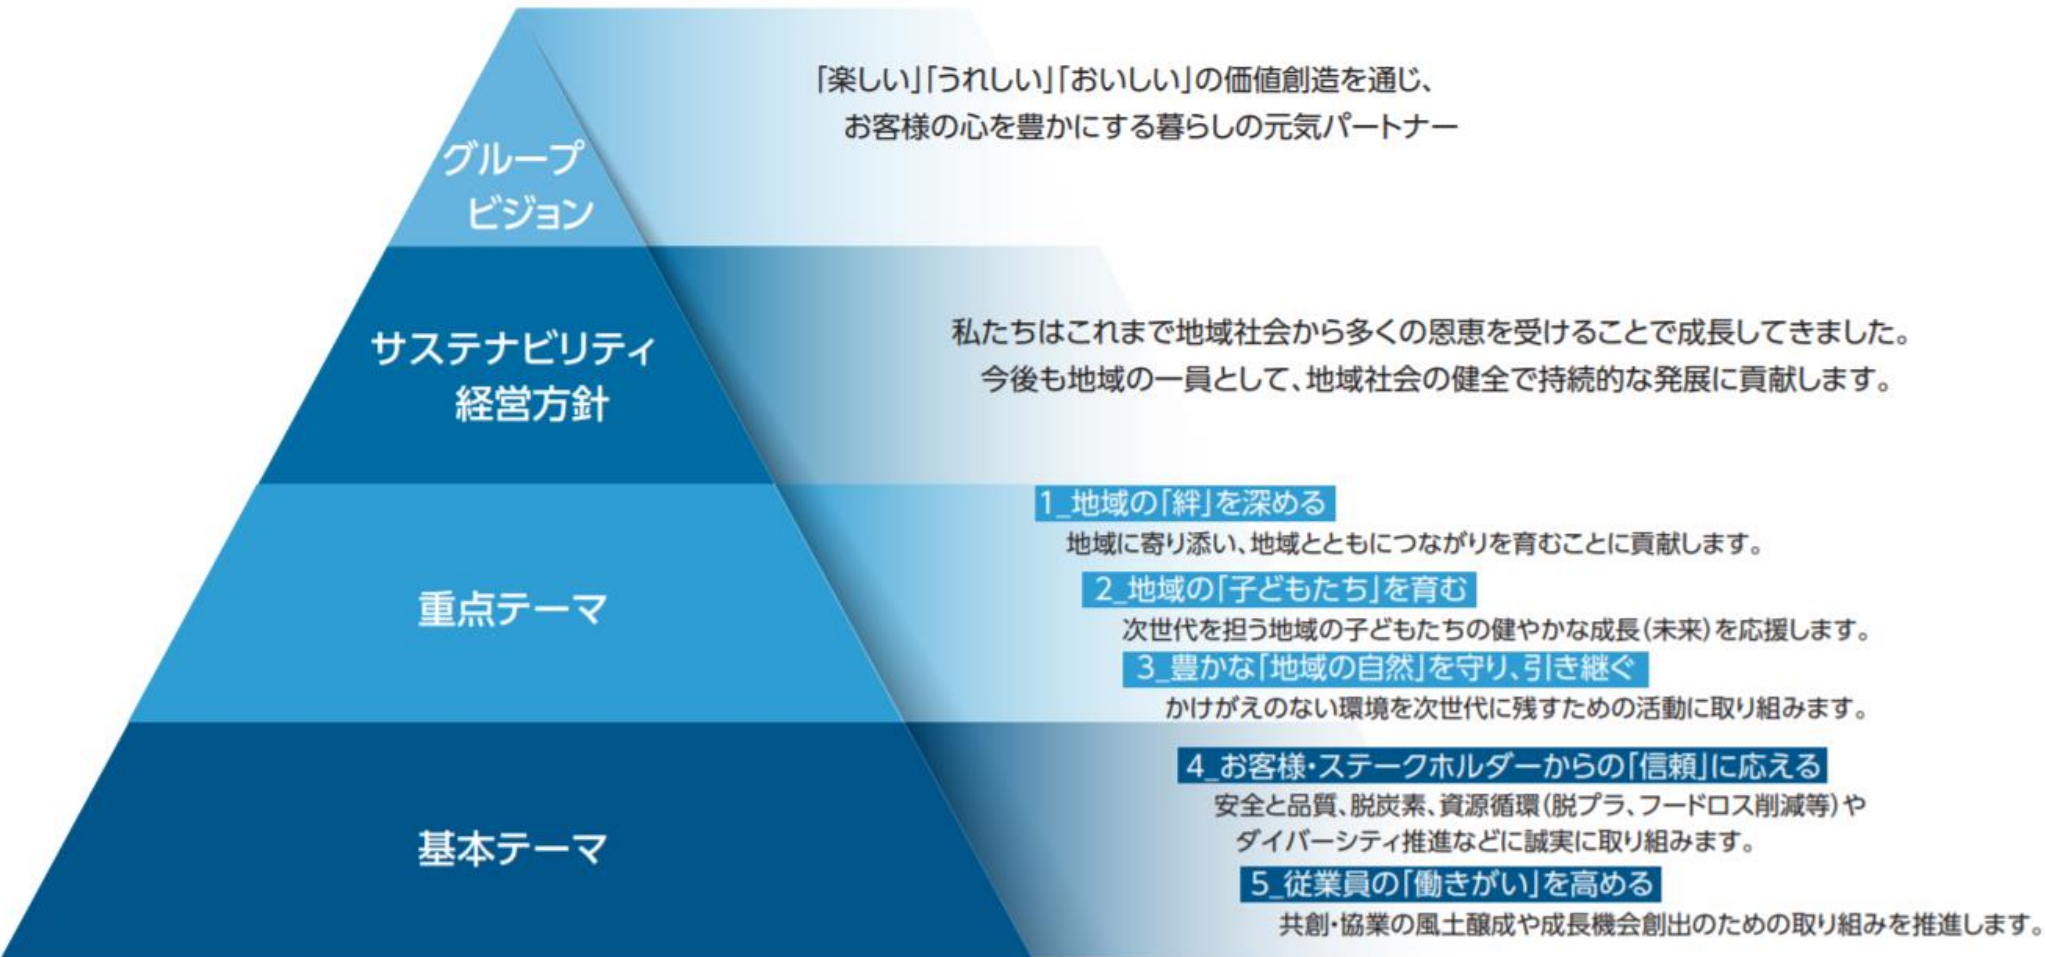 グループ
ビジョン
「楽しい」「うれしい」「おいしい」の価値創造を通じ、
お客様の心を豊かにする暮らしの元気パートナー
サステナビリティ
経営方針
私たちはこれまで地域社会から多くの恩恵を受けることで成長してきました。
今後も地域の一員として、地域社会の健全で持続的な発展に貢献します。
重点テーマ
1_地域の「絆」を深める
地域に寄り添い、地域とともにつながりを育むことに貢献します。
2_地域の「子どもたち」を育む
次世代を担う地域の子どもたちの健やかな成長(未来)を応援します。
3_豊かな「地域の自然」を守り、引き継ぐ
かけがえのない環境を次世代に残すための活動に取り組みます。
基本テーマ
4_お客様・ステークホルダーからの「信頼」に応える
安全と品質、脱炭素、資源循環(脱プラ、フードロス削減等)や
ダイバーシティ推進などに誠実に取り組みます。
5_従業員の「働きがい」を高める
共創・協業の風土醸成や成長機会創出のための取り組みを推進します。